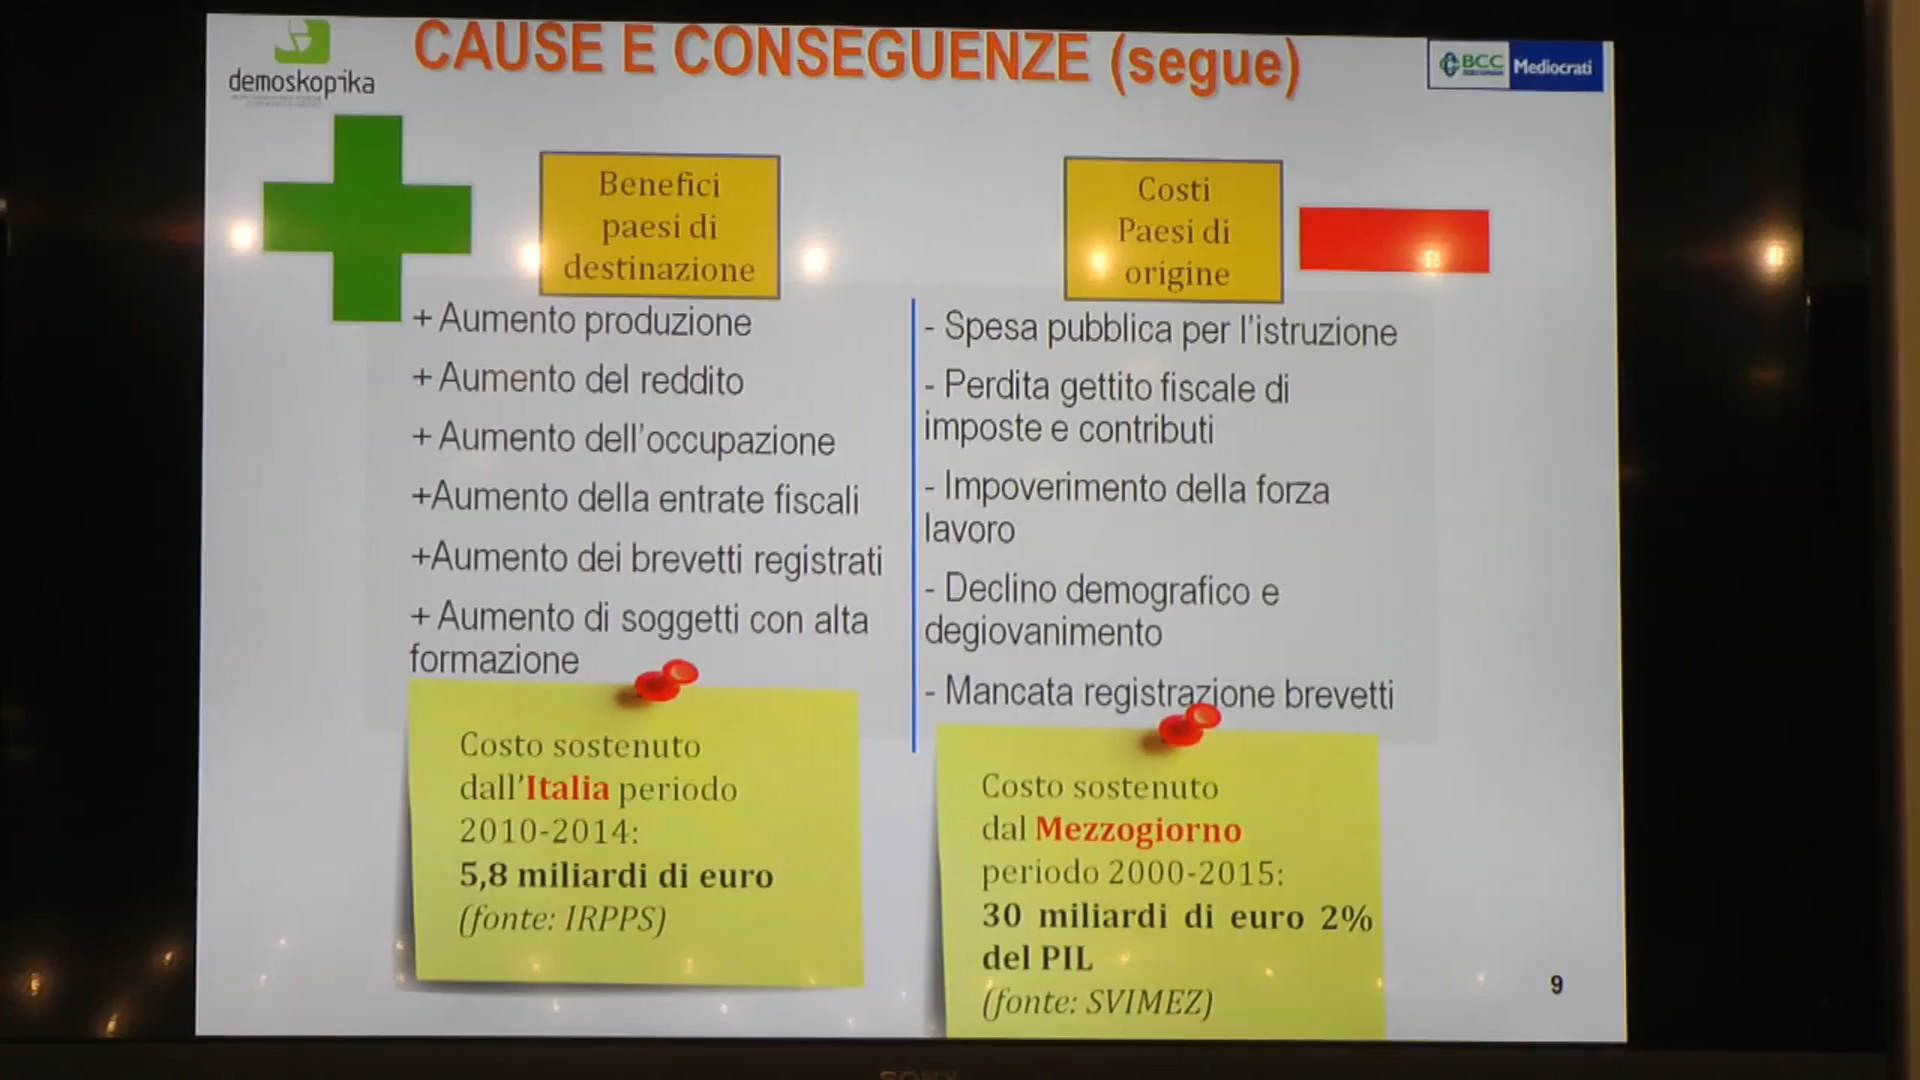 demoskopika
CAUSE E CONSEGUENZE (segue)
BCC
Mediocrati
Benefici
paesi di
destinazione
+ Aumento produzione
+ Aumento del reddito
+ Aumento dell'occupazione
+Aumento della entrate fiscali
+Aumento dei brevetti registrati
+ Aumento di soggetti con alta
formazione
Costo sostenuto
dall'Italia periodo
2010-2014:
5,8 miliardi di euro
(fonte: IRPPS)
Costi
Paesi di
origine
- Spesa pubblica per l'istruzione
- Perdita gettito fiscale di
imposte e contributi
- Impoverimento della forza
lavoro
- Declino demografico e
degiovanimento
- Mancata registrazione brevetti
Costo sostenuto
dal Mezzogiorno
periodo 2000-2015:
30 miliardi di euro 2%
del PIL
(fonte: SVIMEZ)
9
SONY